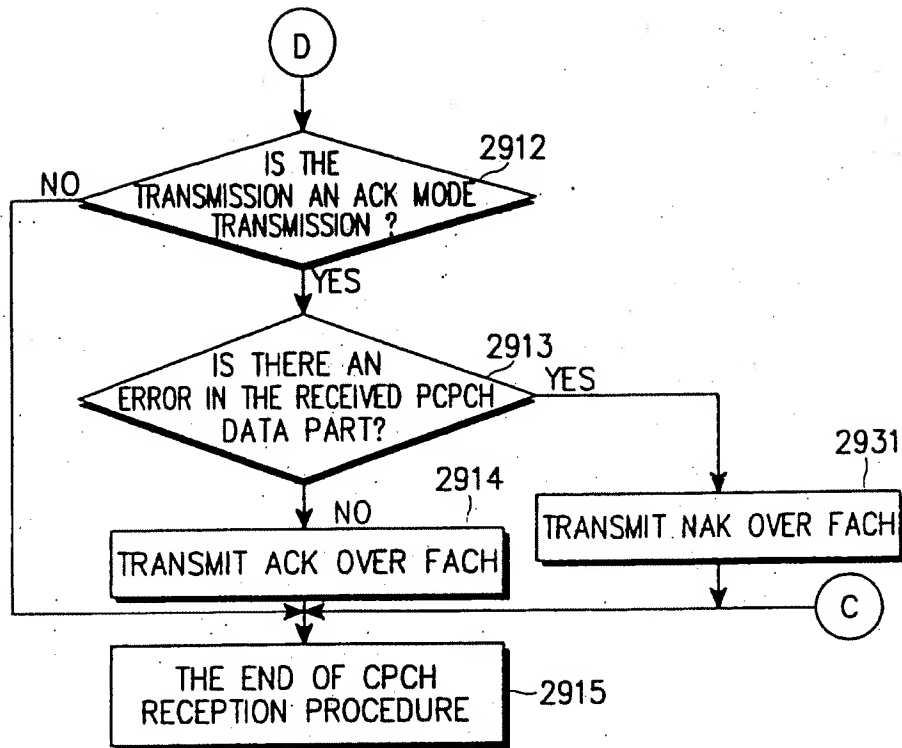 D
2912
IS THE
TRANSMISSION AN ACK MODE
TRANSMISSION ?
NO
YES
2913
IS THERE AN
ERROR IN THE RECEIVED PCPCH
DATA PART?
YES
2914
NO
2931
TRANSMIT ACK OVER FACH
TRANSMIT NAK OVER FACH
C
THE END OF CPCH
RECEPTION PROCEDURE
2915